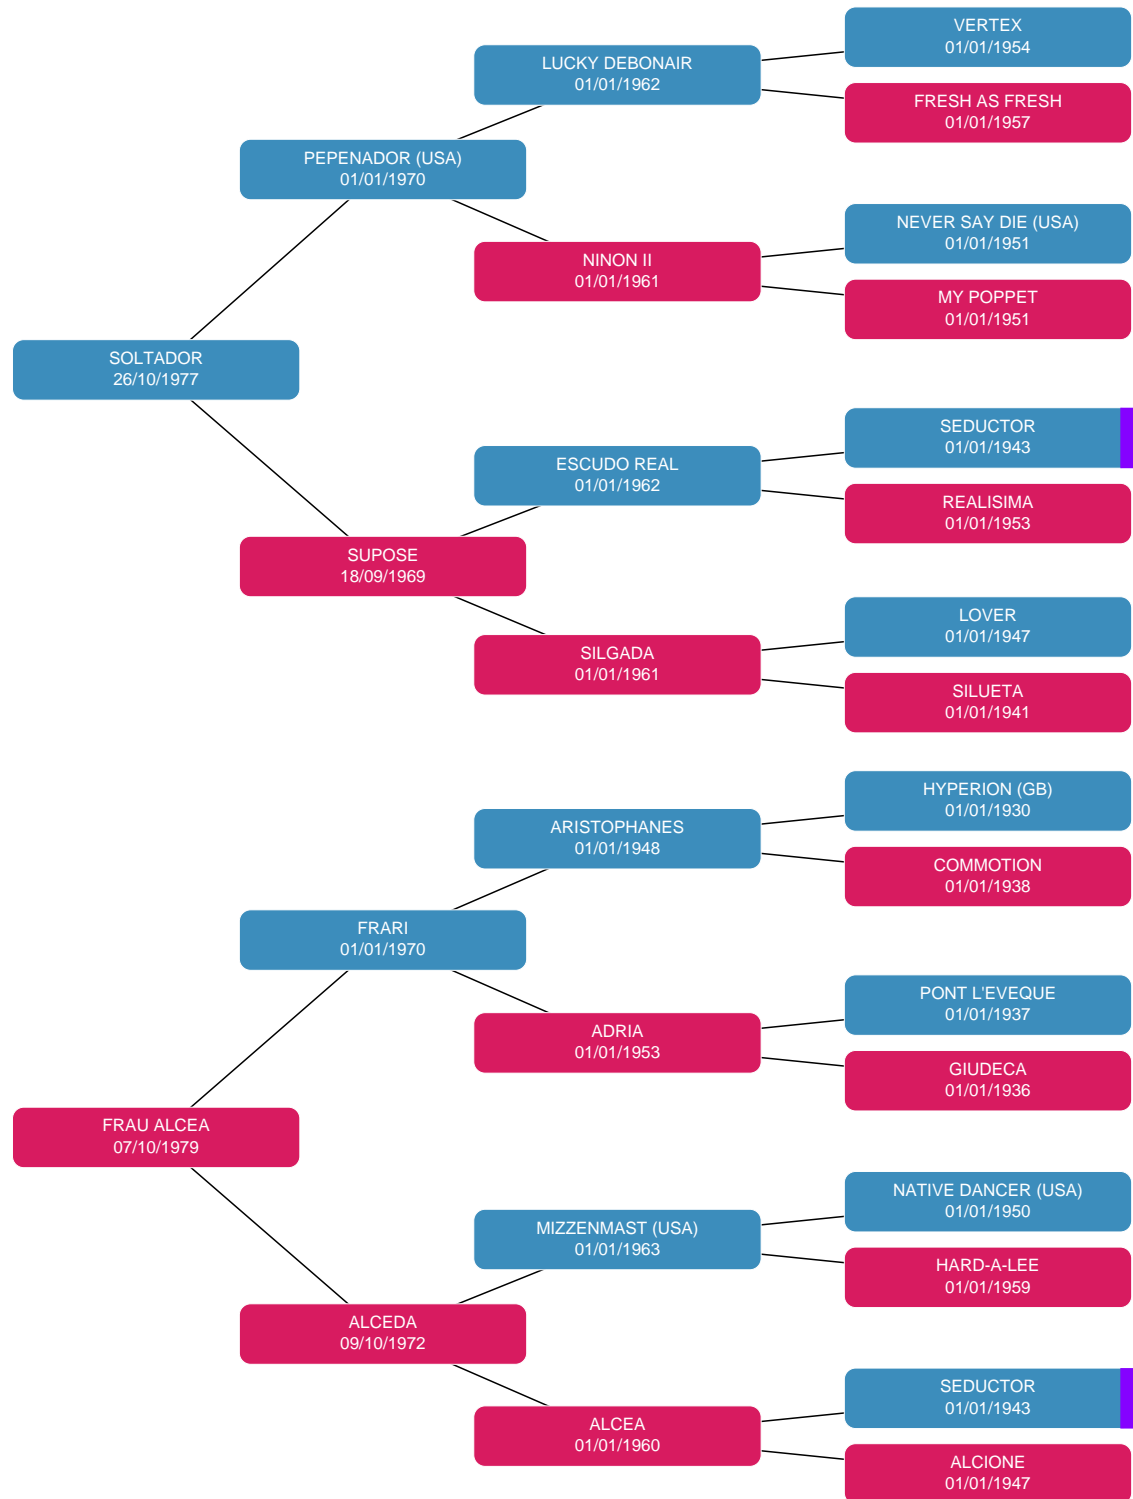 VERTEX
01/01/1954
LUCKY DEBONAIR
01/01/1962
FRESH AS FRESH
01/01/1957
PEPENADOR (USA)
01/01/1970
NEVER SAY DIE (USA)
01/01/1951
NINON II
01/01/1961
MY POPPET
01/01/1951
SOLTADOR
26/10/1977
SEDUCTOR
01/01/1943
ESCUDO REAL
01/01/1962
REALISIMA
01/01/1953
SUPOSE
18/09/1969
LOVER
01/01/1947
SILGADA
01/01/1961
SILUETA
01/01/1941
HYPERION (GB)
01/01/1930
ARISTOPHANES
01/01/1948
COMMOTION
01/01/1938
FRARI
01/01/1970
PONT L'EVEQUE
01/01/1937
ADRIA
01/01/1953
GIUDECA
01/01/1936
FRAU ALCEA
07/10/1979
NATIVE DANCER (USA)
01/01/1950
MIZZENMAST (USA)
01/01/1963
HARD-A-LEE
01/01/1959
ALCEDA
09/10/1972
SEDUCTOR
01/01/1943
ALCEA
01/01/1960
ALCIONE
01/01/1947